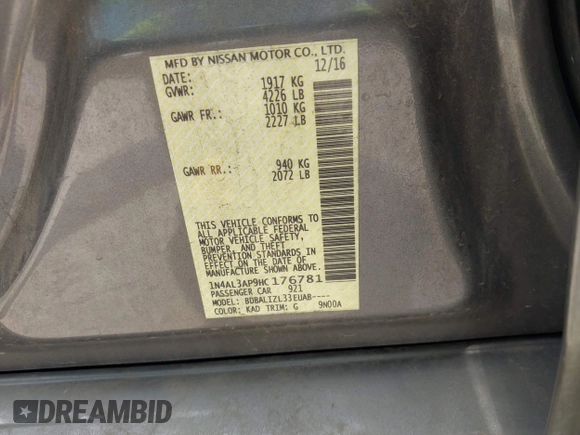 MFD BY NISSAN MOTOR CO., LTD.
DATE: 12/16
GVWR: 1917 KG
4226 LB
GAWR FR.: 1010 KG
2227 LB
GAWR RR.: 940 KG
2072 LB
THIS VEHICLE CONFORMS TO
ALL APPLICABLE FEDERAL
MOTOR VEHICLE SAFETY,
BUMPER, AND THEFT
PREVENTION STANDARDS IN
EFFECT ON THE DATE OF
MANUFACTURE SHOWN ABOVE.
1N4AL3AP9HC176781
PASSENGER CAR 921
MODEL: BDBALIZL33EUAB----
COLOR: KAD TRIM: G 9N00A
DREAMBID